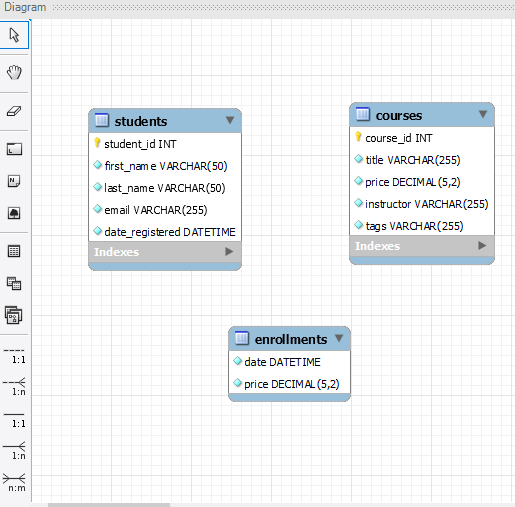 Diagram
students
student_id INT
first_name VARCHAR(50)
last_name VARCHAR(50)
email VARCHAR(255)
date_registered DATETIME
Indexes
courses
course_id INT
title VARCHAR(255)
price DECIMAL(5,2)
instructor VARCHAR(255)
tags VARCHAR(255)
Indexes
enrollments
date DATETIME
price DECIMAL(5,2)
1:1
1:n
1:1
1:n
n:m